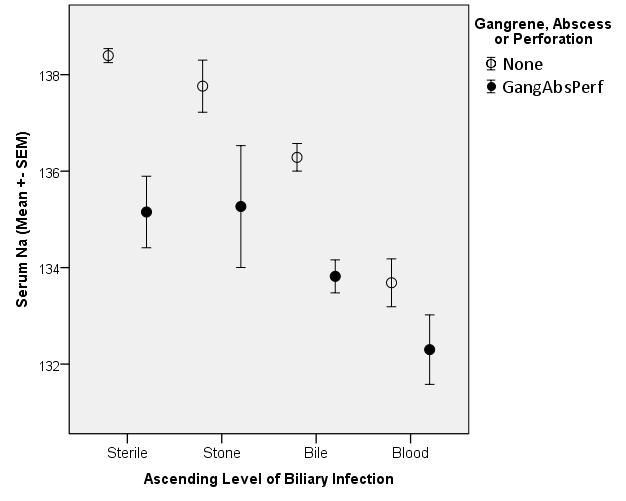 Gangrene, Abscess
or Perforation
None
GangAbsPerf
138
136
134
132
Serum Na (Mean +- SEM)
Sterile Stone Bile Blood
Ascending Level of Biliary Infection